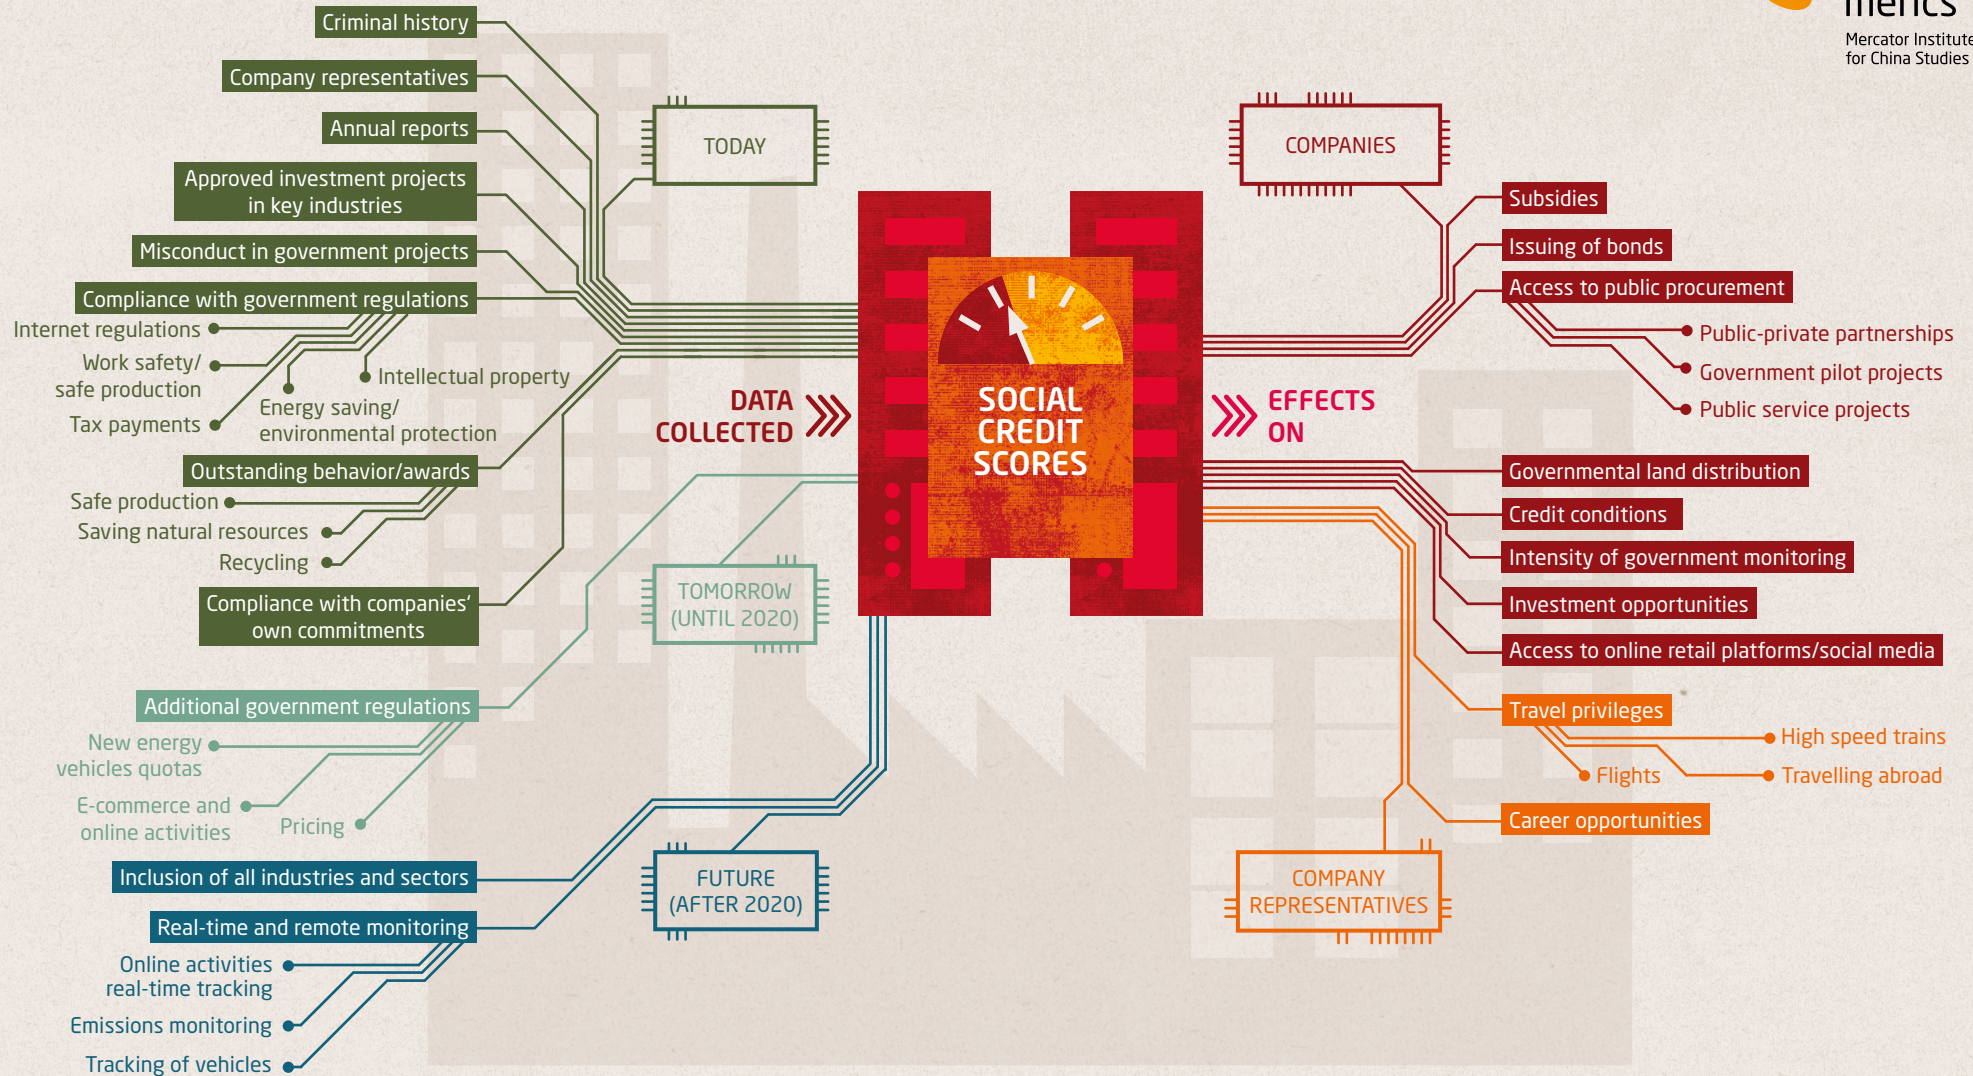 merics
Mercator Institute
for China Studies
Criminal history
Company representatives
Annual reports
Approved investment projects
in key industries
Misconduct in government projects
Compliance with government regulations
Internet regulations
Work safety/
safe production
Tax payments
Energy saving/
environmental protection
Intellectual property
Outstanding behavior/awards
Safe production
Saving natural resources
Recycling
Compliance with companies‘
own commitments
Additional government regulations
New energy
vehicles quotas
E-commerce and
online activities
Pricing
Inclusion of all industries and sectors
Real-time and remote monitoring
Online activities
real-time tracking
Emissions monitoring
Tracking of vehicles
TODAY
TOMORROW
(UNTIL 2020)
FUTURE
(AFTER 2020)
DATA
COLLECTED
SOCIAL
CREDIT
SCORES
EFFECTS
ON
COMPANIES
Subsidies
Issuing of bonds
Access to public procurement
Public-private partnerships
Government pilot projects
Public service projects
Governmental land distribution
Credit conditions
Intensity of government monitoring
Investment opportunities
Access to online retail platforms/social media
Travel privileges
High speed trains
Flights
Travelling abroad
Career opportunities
COMPANY
REPRESENTATIVES